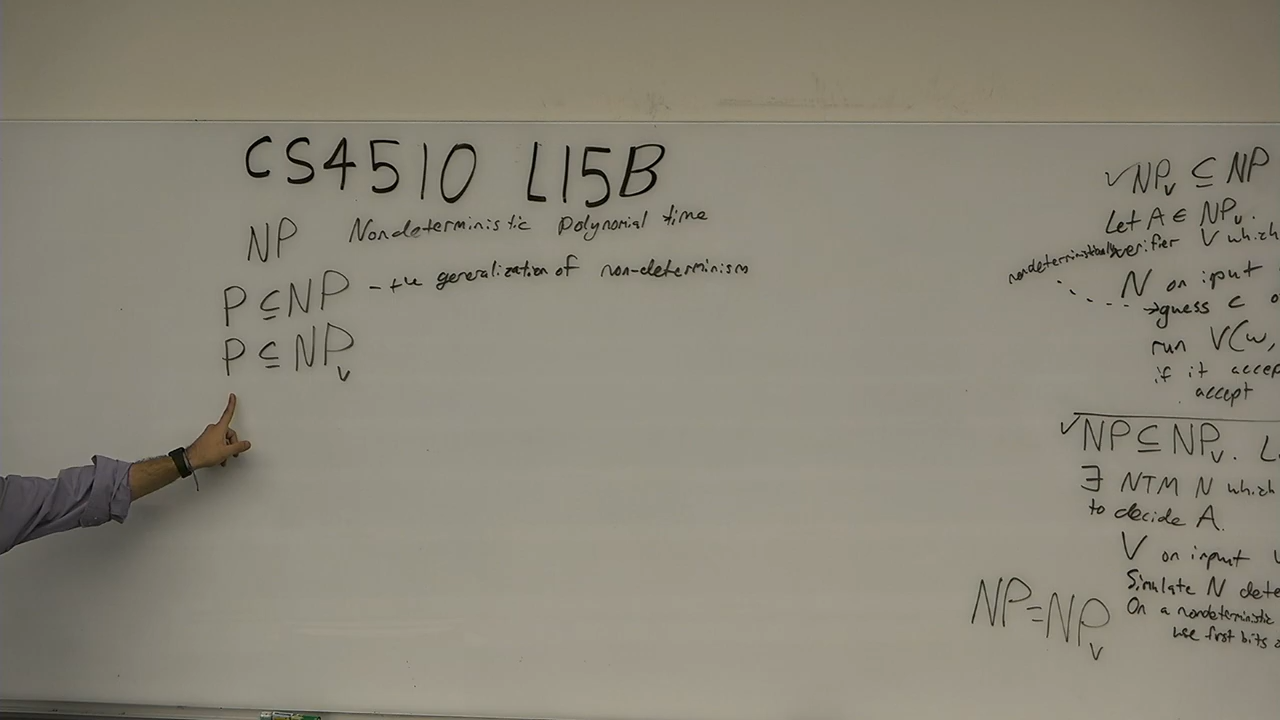 CS4510 L15B
NP Nondeterministic Polynomial time
P ⊆ NP - the generalization of non-determinism
P ⊆ NPv
✓NPv ⊆ NP
Let A ∈ NPv.
verifier V which
nondeterministically
N on input
guess c
run V(w,
if it accep
accept
✓NP ⊆ NPv. L
∃ NTM N which
to decide A.
V on input
Simulate N dete
On a nondeterministic
use first bits
NP=NPv